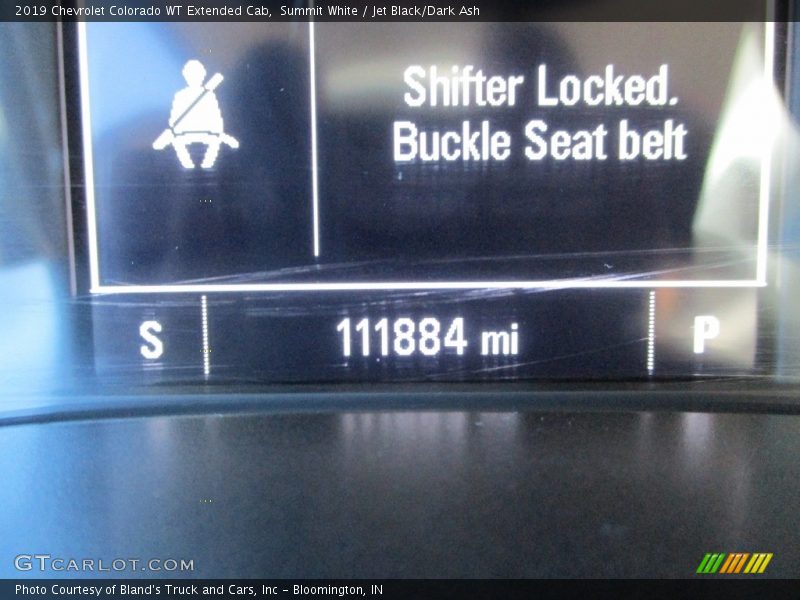 2019 Chevrolet Colorado WT Extended Cab, Summit White / Jet Black/Dark Ash
Shifter Locked.
Buckle Seat belt
S
111884 mi
P
GTCARLOT.COM
Photo Courtesy of Bland's Truck and Cars, Inc - Bloomington, IN